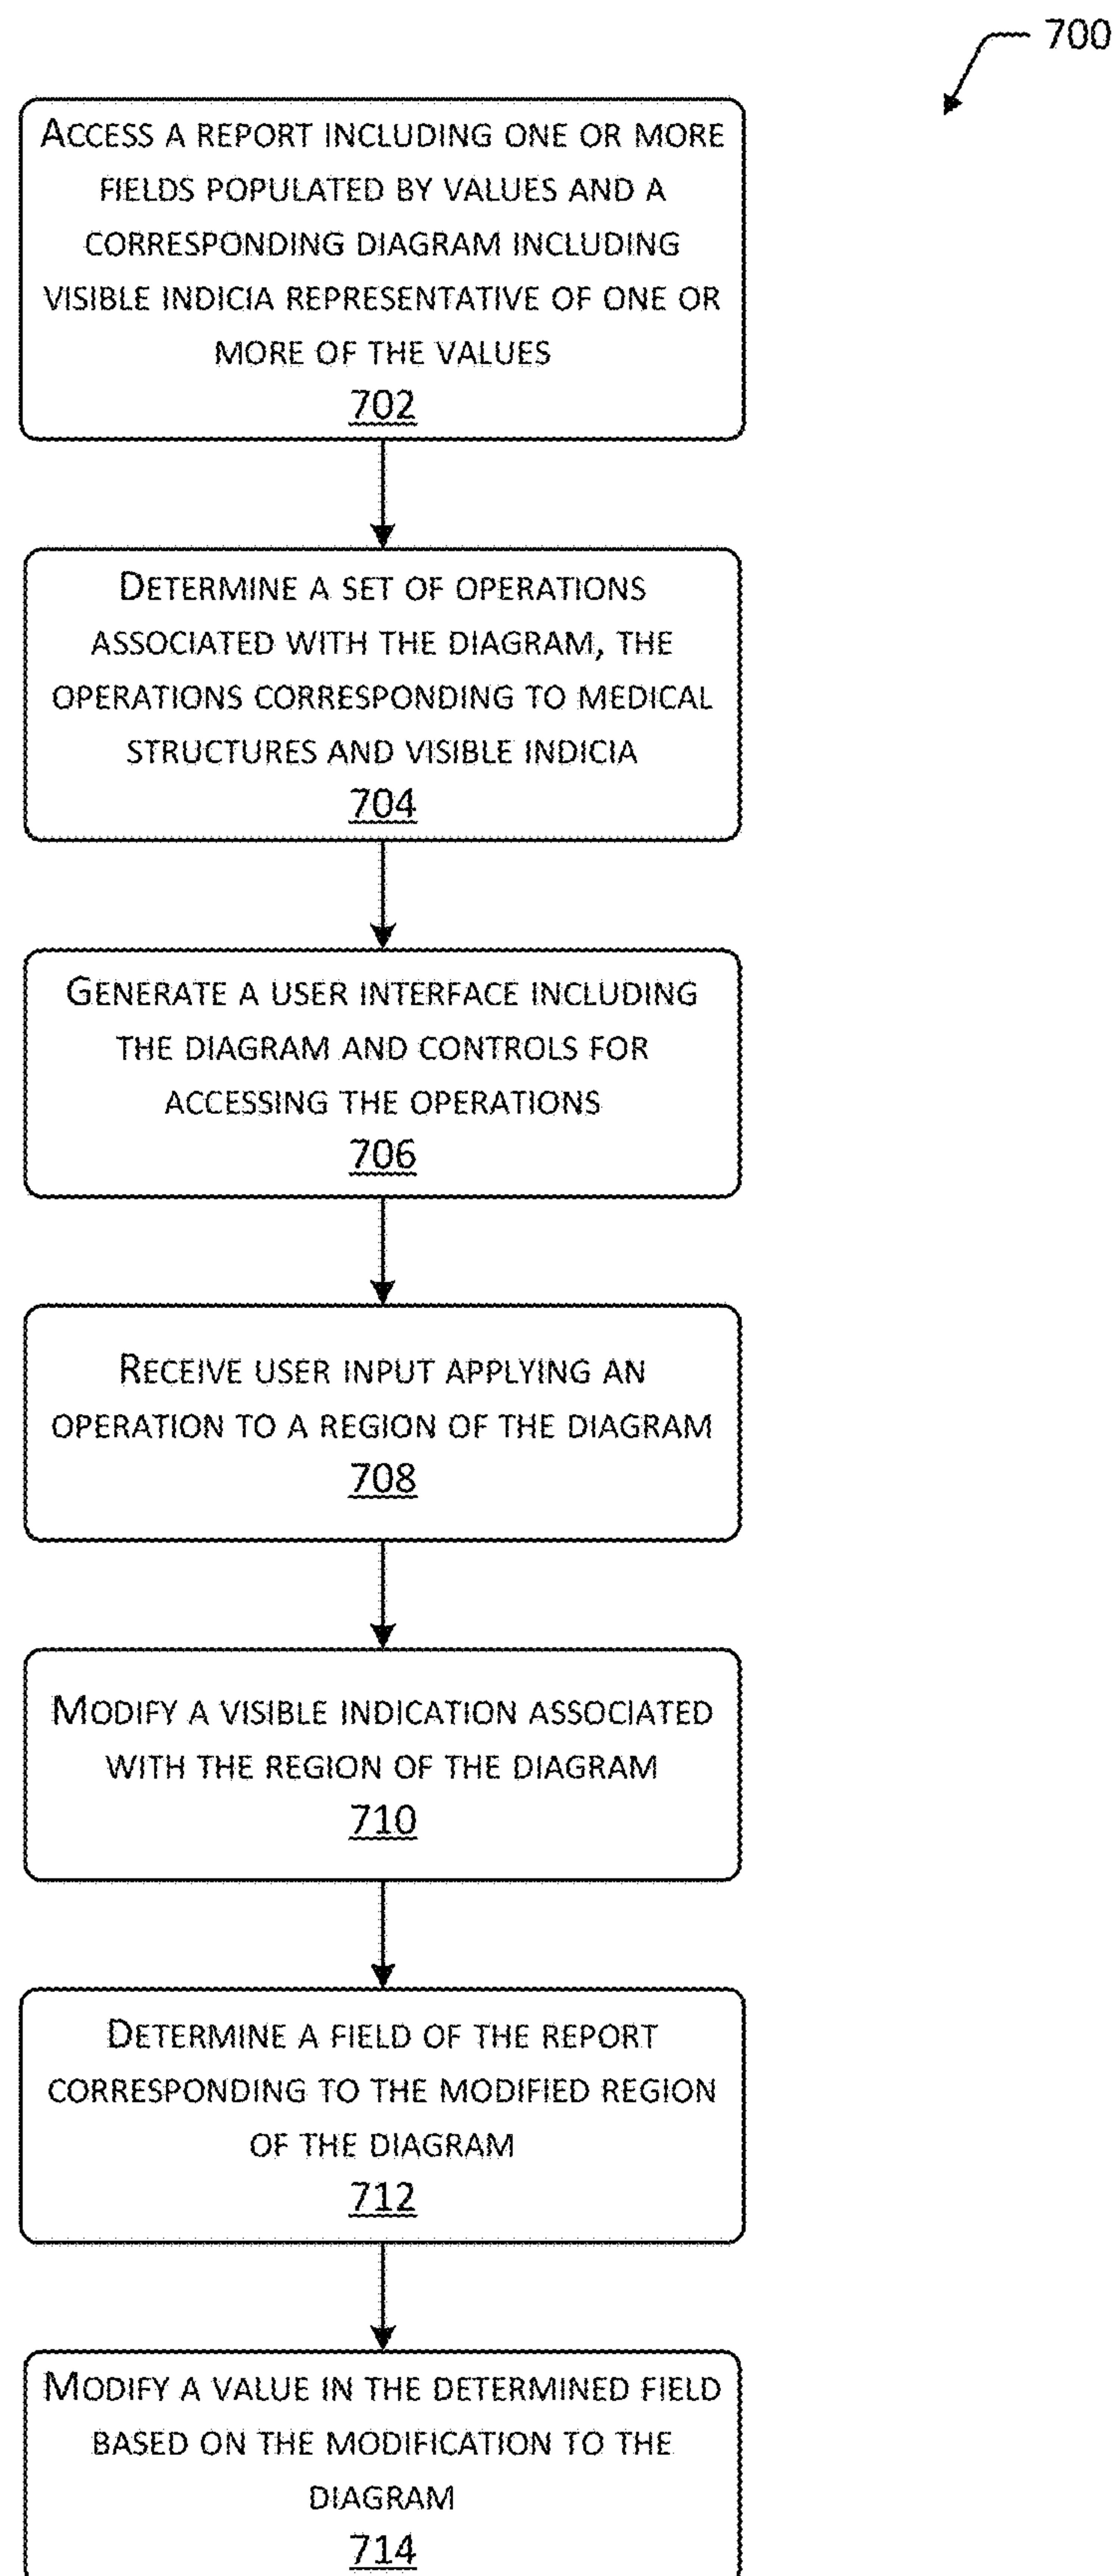 700
ACCESS A REPORT INCLUDING ONE OR MORE
FIELDS POPULATED BY VALUES AND A
CORRESPONDING DIAGRAM INCLUDING
VISIBLE INDICIA REPRESENTATIVE OF ONE OR
MORE OF THE VALUES
702
DETERMINE A SET OF OPERATIONS
ASSOCIATED WITH THE DIAGRAM, THE
OPERATIONS CORRESPONDING TO MEDICAL
STRUCTURES AND VISIBLE INDICIA
704
GENERATE A USER INTERFACE INCLUDING
THE DIAGRAM AND CONTROLS FOR
ACCESSING THE OPERATIONS
706
RECEIVE USER INPUT APPLYING AN
OPERATION TO A REGION OF THE DIAGRAM
708
MODIFY A VISIBLE INDICATION ASSOCIATED
WITH THE REGION OF THE DIAGRAM
710
DETERMINE A FIELD OF THE REPORT
CORRESPONDING TO THE MODIFIED REGION
OF THE DIAGRAM
712
MODIFY A VALUE IN THE DETERMINED FIELD
BASED ON THE MODIFICATION TO THE
DIAGRAM
714